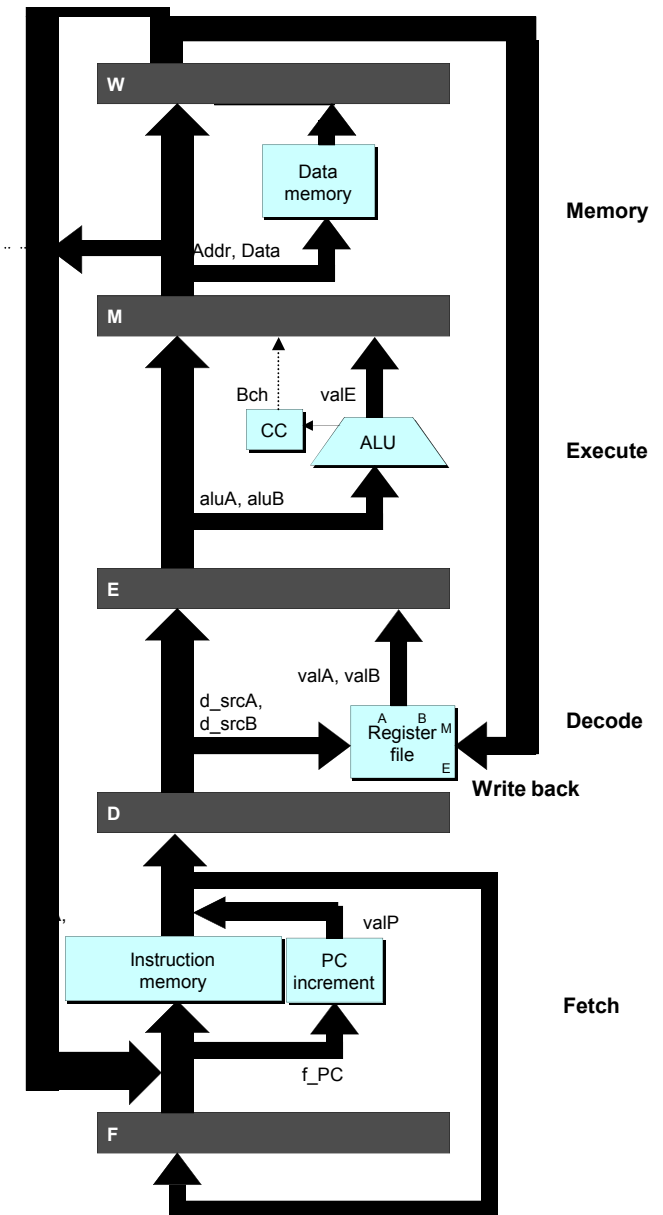 W
Data
memory
Memory
Addr, Data
M
Bch
valE
CC
ALU
Execute
aluA, aluB
E
valA, valB
d_srcA,
d_srcB
A B
Register M
file
E
Decode
Write back
D
valP
Instruction
memory
PC
increment
Fetch
f_PC
F